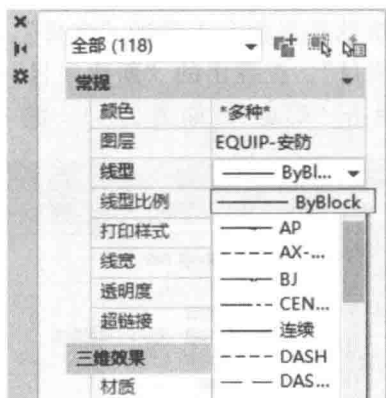 全部 (118)
常规
颜色 *多种*
图层 EQUIP-安防
线型 ByBl...
线型比例 ByBlock
打印样式 AP
线宽 AX-...
透明度 BJ
超链接 CEN...
连续
三维效果 DASH
材质 DAS...